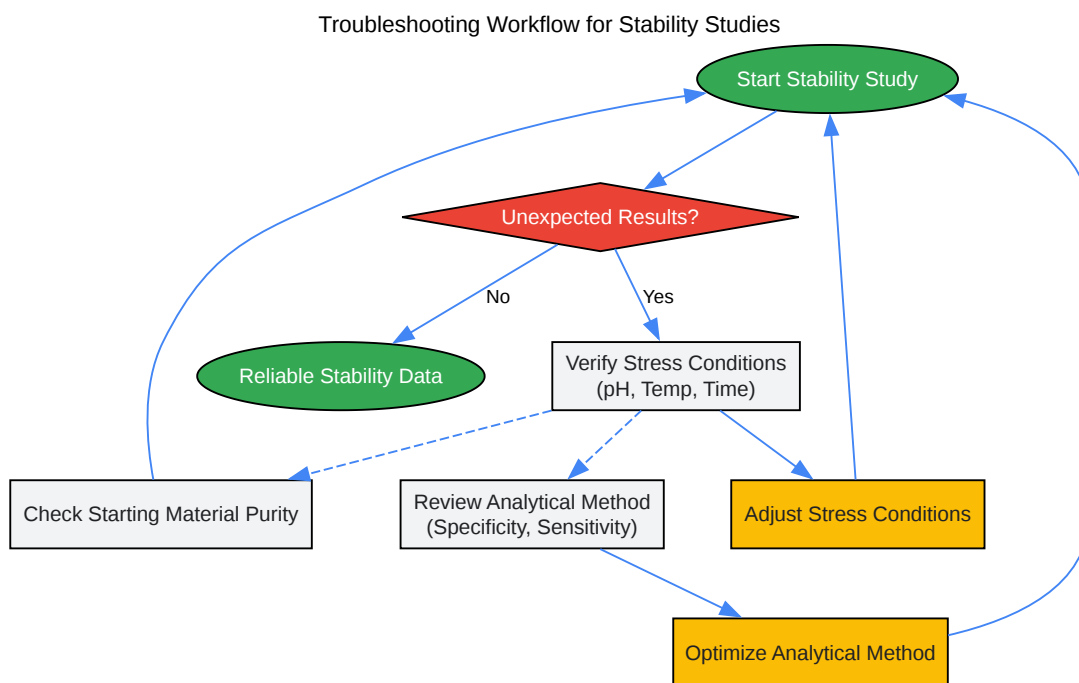 Troubleshooting Workflow for Stability Studies
Start Stability Study
Unexpected Results?
No
Yes
Reliable Stability Data
Verify Stress Conditions
(pH, Temp, Time)
Check Starting Material Purity
Review Analytical Method
(Specificity, Sensitivity)
Adjust Stress Conditions
Optimize Analytical Method